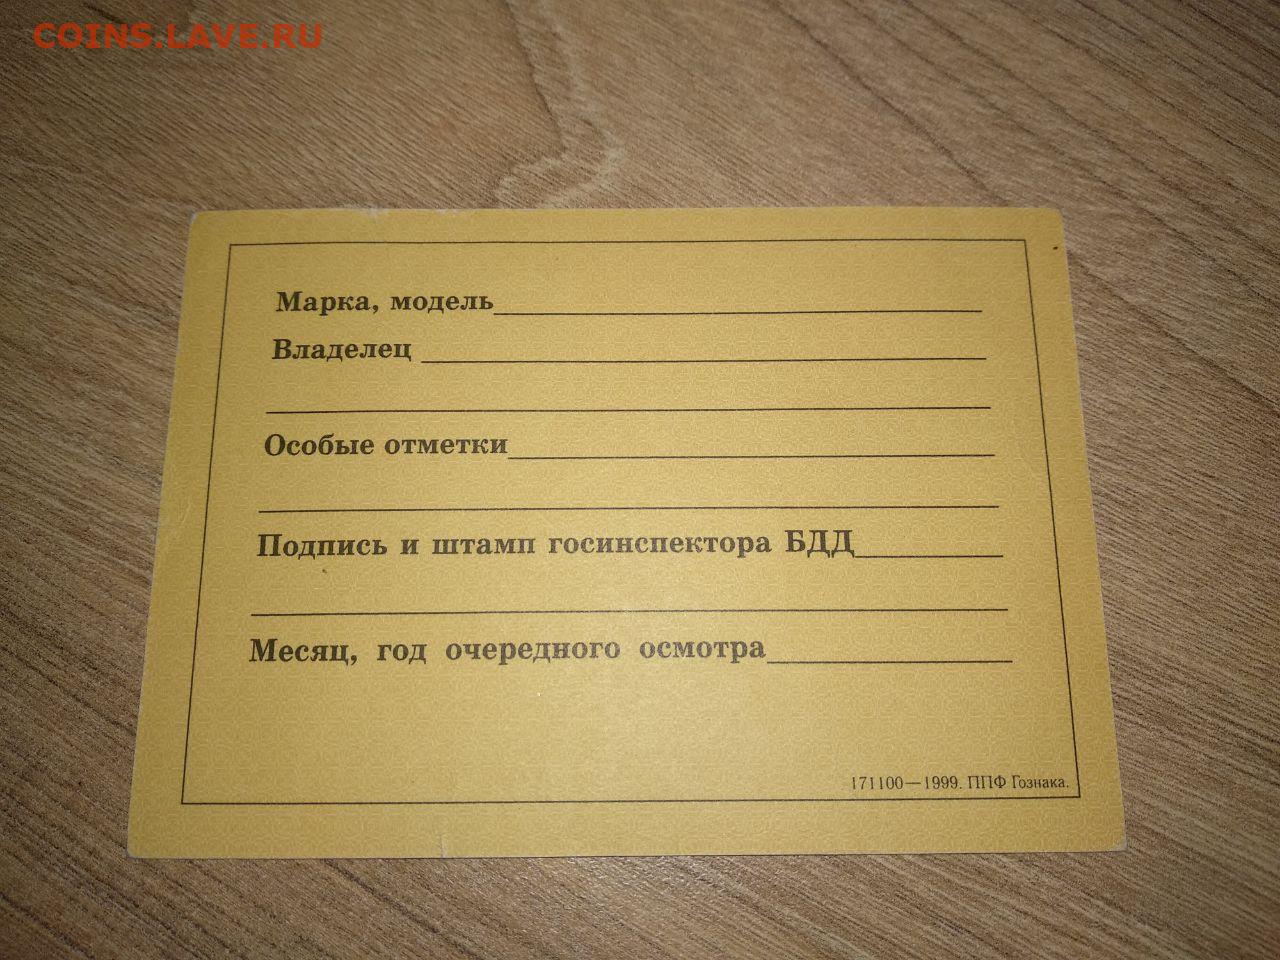 COINS.LAVE.RU
Марка, модель
Владелец
Особые отметки
Подпись и штамп госинспектора БДД
Месяц, год очередного осмотра
171100—1999. ППФ Гознака.